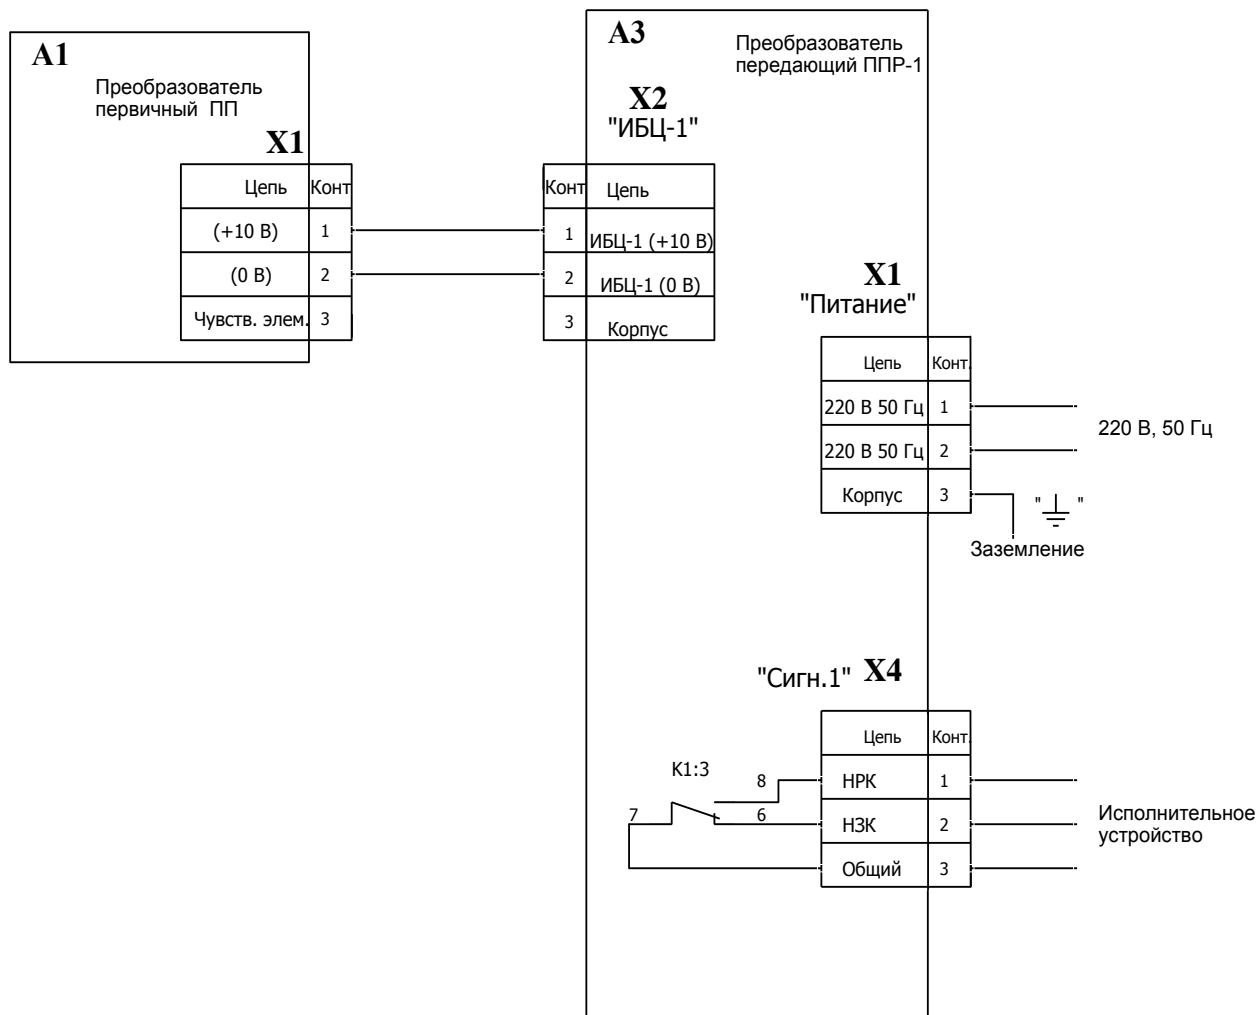 A1
Преобразователь
первичный ПП
X1
Цепь Конт
(+10 В) 1
(0 В) 2
Чувств. элем. 3
A3
Преобразователь
передающий ППР-1
X2
"ИБЦ-1"
Конт Цепь
1 ИБЦ-1 (+10 В)
2 ИБЦ-1 (0 В)
3 Корпус
X1
"Питание"
Цепь Конт.
220 В 50 Гц 1
220 В 50 Гц 2
Корпус 3
220 В, 50 Гц
" "
Заземление
"Сигн.1" X4
Цепь Конт.
НРК 1
НЗК 2
Общий 3
К1:3
8
7
6
Исполнительное
устройство